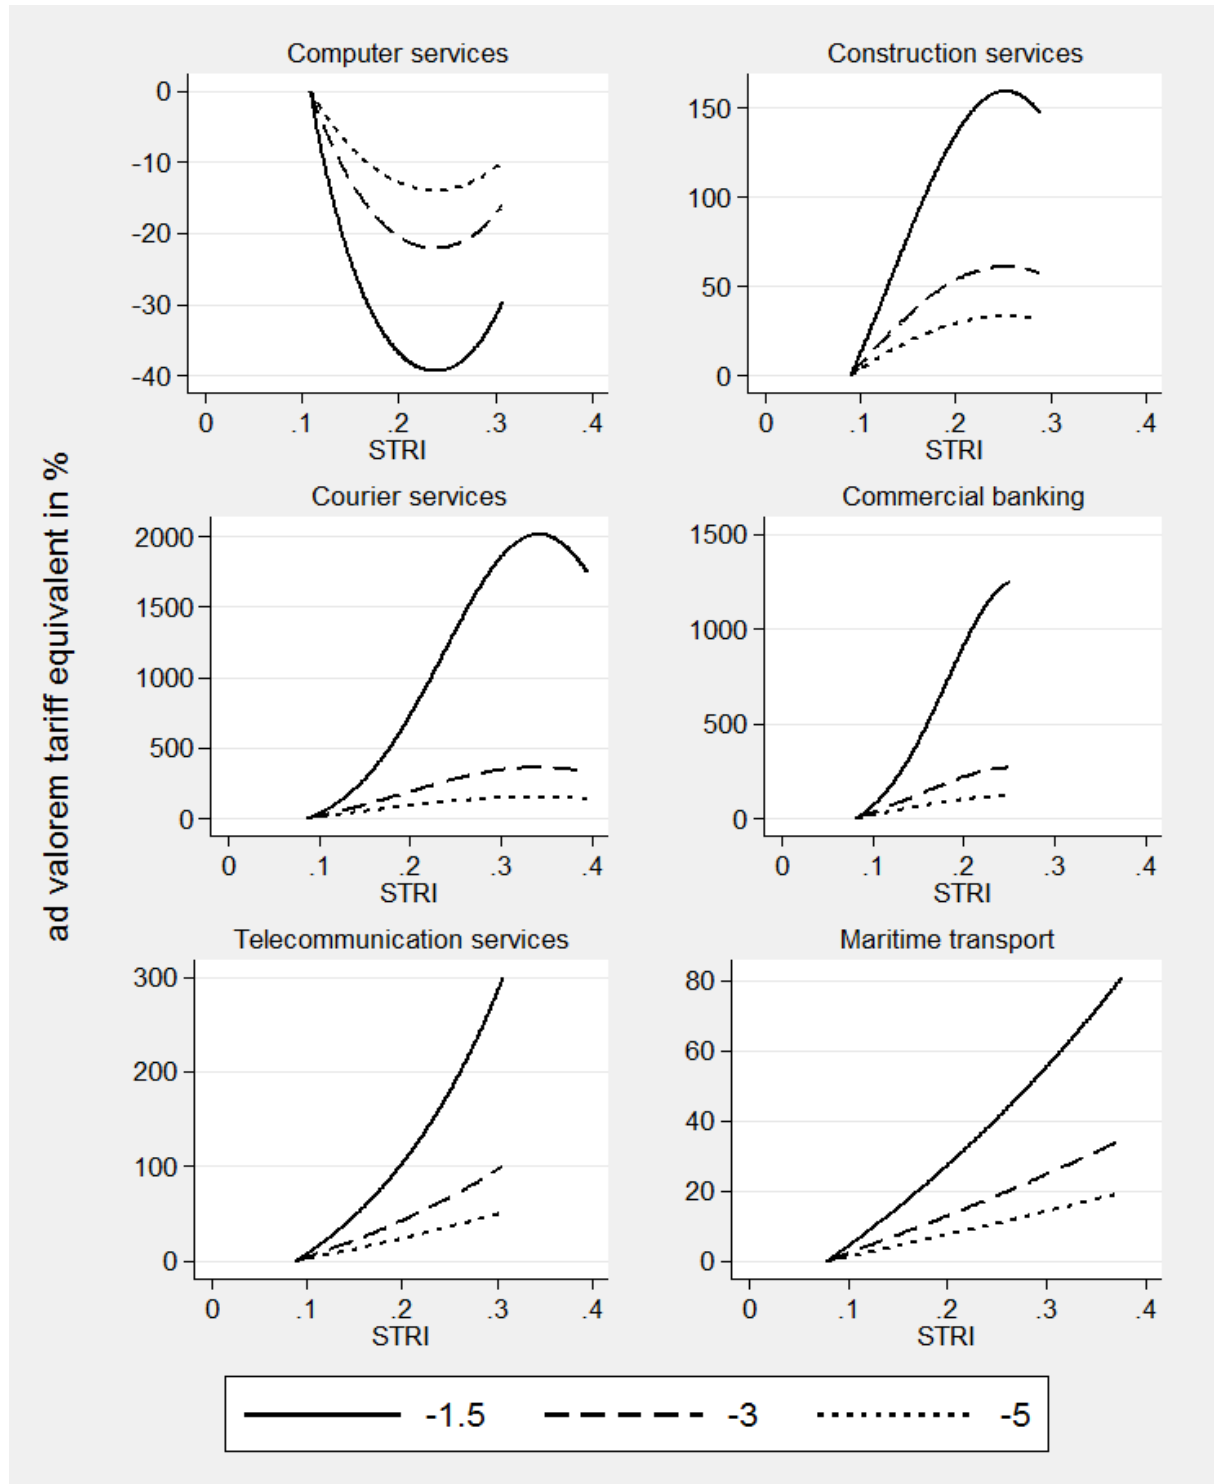 ad valorem tariff equivalent in %
Computer services
0
-10
-20
-30
-40
0 .1 .2 .3 .4
STRI
Construction services
150
100
50
0
0 .1 .2 .3 .4
STRI
Courier services
2000
1500
1000
500
0
0 .1 .2 .3 .4
STRI
Commercial banking
1500
1000
500
0
0 .1 .2 .3 .4
STRI
Telecommunication services
300
200
100
0
0 .1 .2 .3 .4
STRI
Maritime transport
80
60
40
20
0
0 .1 .2 .3 .4
STRI
-1.5 -3 -5